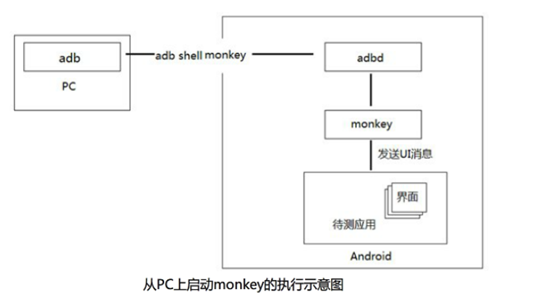 adb
PC
adb shell monkey
adbd
monkey
发送UI消息
界面
待测应用
Android
从PC上启动monkey的执行示意图